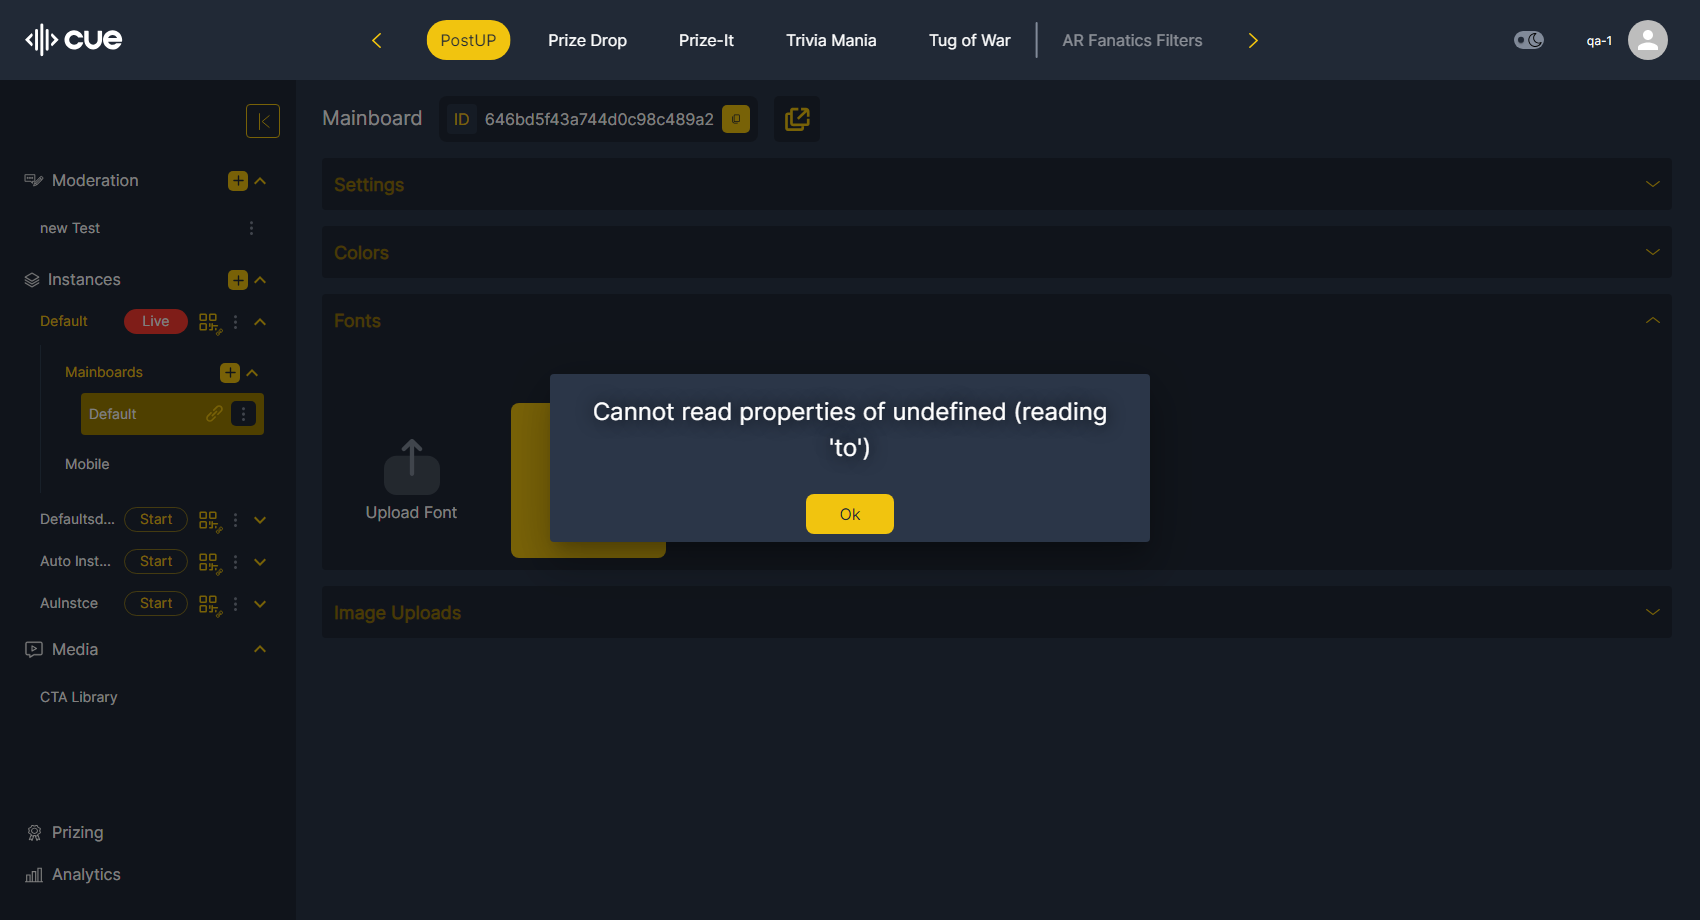 cue
PostUP
Prize Drop
Prize-It
Trivia Mania
Tug of War
AR Fanatics Filters
qa-1
Mainboard
ID 646bd5f43a744d0c98c489a2
Moderation
new Test
Instances
Default
Live
Mainboards
Default
Mobile
Defaultsd...
Start
Auto Inst...
Start
AuInstce
Start
Media
CTA Library
Prizing
Analytics
Settings
Colors
Fonts
Upload Font
Cannot read properties of undefined (reading
'to')
Ok
Image Uploads